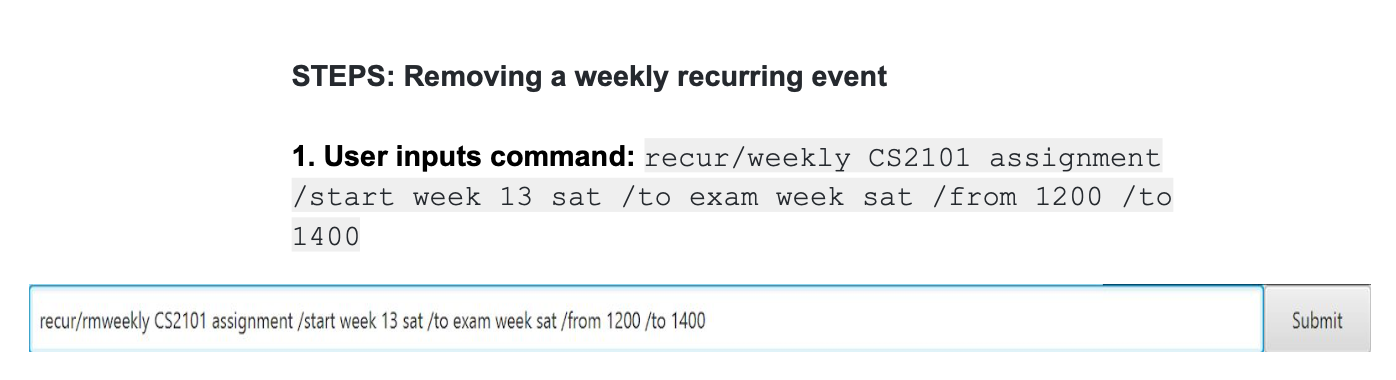 STEPS: Removing a weekly recurring event
1. User inputs command: recur/weekly CS2101 assignment
/start week 13 sat /to exam week sat /from 1200 /to
1400
recur/rmweekly CS2101 assignment /start week 13 sat /to exam week sat /from 1200 /to 1400
Submit